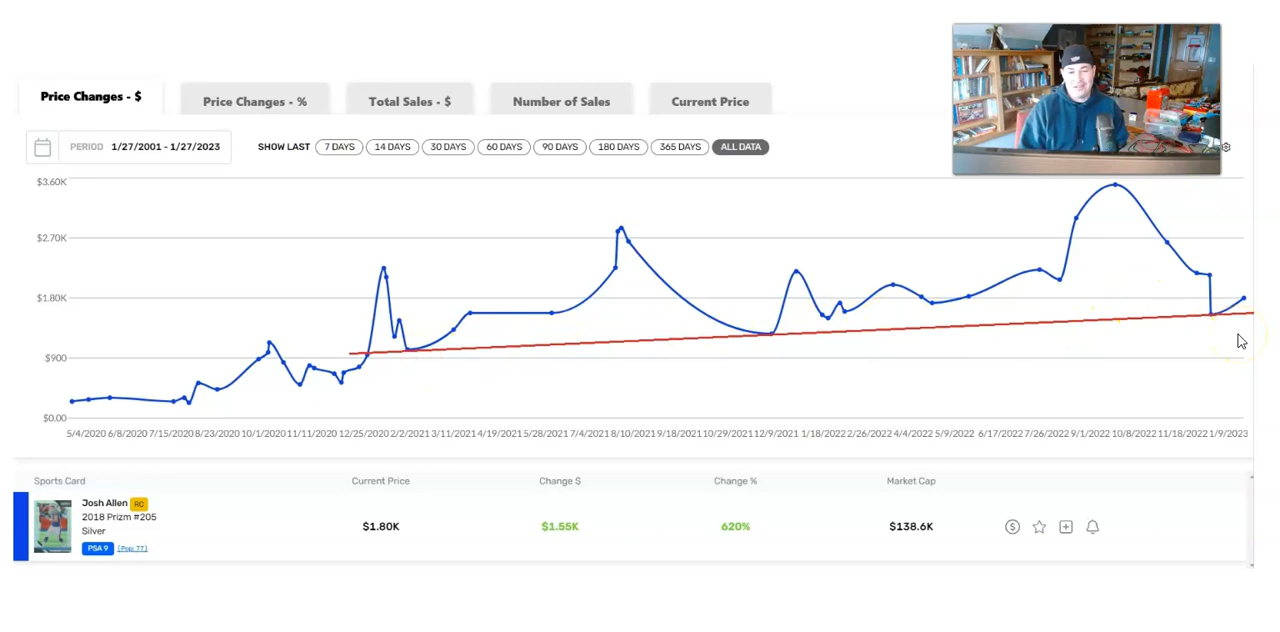 Price Changes - $
Price Changes - %
Total Sales - $
Number of Sales
Current Price
PERIOD 1/27/2001 - 1/27/2023
SHOW LAST 7 DAYS 14 DAYS 30 DAYS 60 DAYS 90 DAYS 180 DAYS 365 DAYS ALL DATA
$3.60K
$2.70K
$1.80K
$900
$0.00
5/4/2020 6/8/2020 7/15/2020 8/23/2020 10/1/2020 11/11/2020 12/25/2020 2/2/2021 3/11/2021 4/19/2021 5/28/2021 7/4/2021 8/10/2021 9/18/2021 10/29/2021 12/9/2021 1/18/2022 2/26/2022 4/4/2022 5/9/2022 6/17/2022 7/26/2022 9/1/2022 10/8/2022 11/18/2022 1/9/2023
Sports Card Current Price Change $ Change % Market Cap
Josh Allen RC
2018 Prizm #205
Silver
PSA 9 (Pop. 77)
$1.80K $1.55K 620% $138.6K